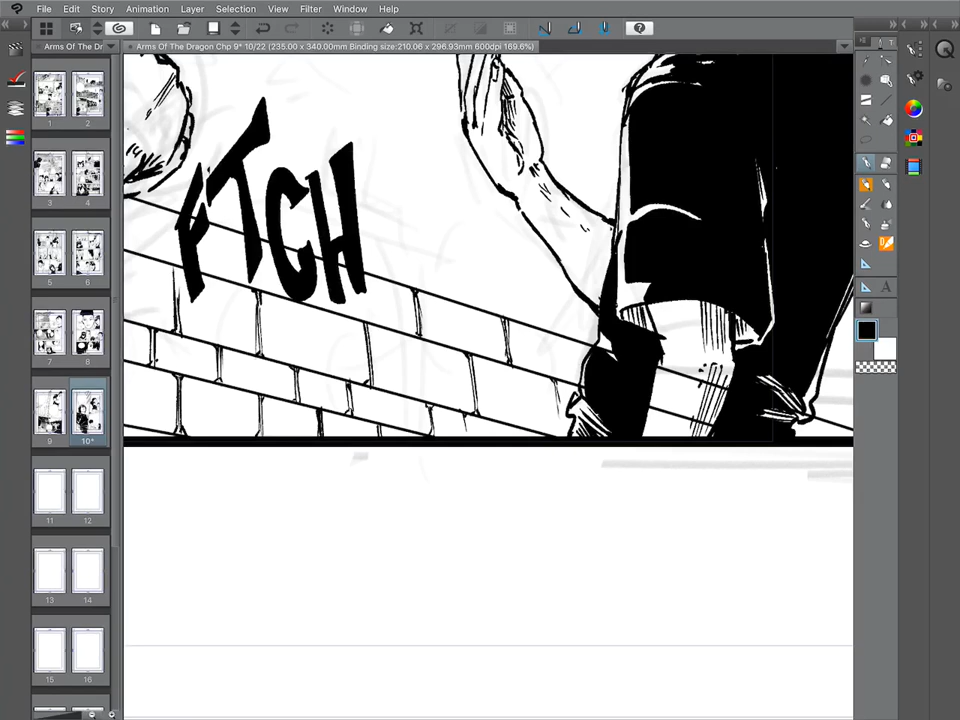 File Edit Story Animation Layer Selection View Filter Window Help
Arms Of The Dr
Arms Of The Dragon Chp 9* 10/22 (235.00 x 340.00mm Binding size:210.06 x 296.93mm 600dpi 169.6%)
1 2
3 4
5 6
7 8
9 10*
11 12
13 14
15 16
FTCH
T
A